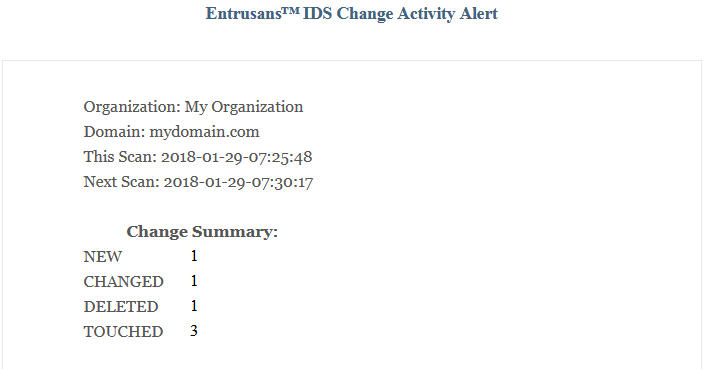 Entrusans™ IDS Change Activity Alert
Organization: My Organization
Domain: mydomain.com
This Scan: 2018-01-29-07:25:48
Next Scan: 2018-01-29-07:30:17
Change Summary:
NEW 1
CHANGED 1
DELETED 1
TOUCHED 3